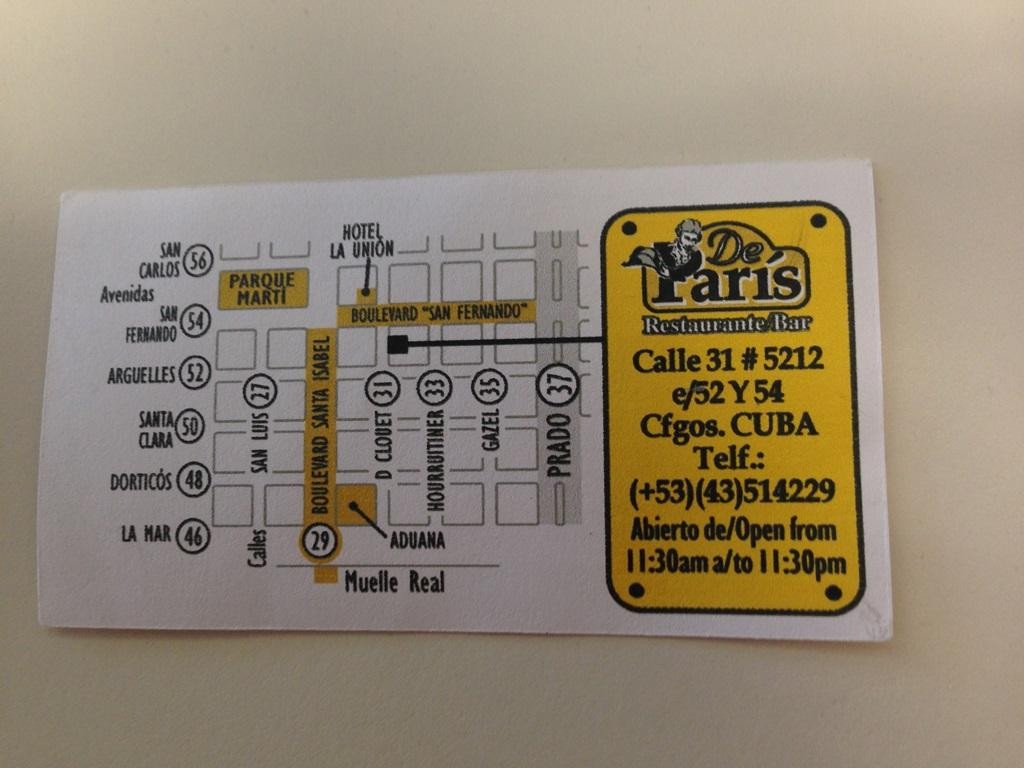 SAN
CARLOS 56
Avenidas
SAN
FERNANDO 54
ARGUELLES 52
SANTA
CLARA 50
DORTICÓS 48
LA MAR 46
PARQUE
MARTÍ
HOTEL
LA UNIÓN
BOULEVARD "SAN FERNANDO"
Calles
SAN LUIS 27
BOULEVARD SANTA ISABEL
29
D CLOUET 31
HOURRUITINER 33
GAZEL 35
PRADO 37
ADUANA
Muelle Real
De
París
Restaurante/Bar
Calle 31 # 5212
e/52 Y 54
Cfgos. CUBA
Telf.:
(+53)(43)514229
Abierto de/Open from
11:30am a/to 11:30pm